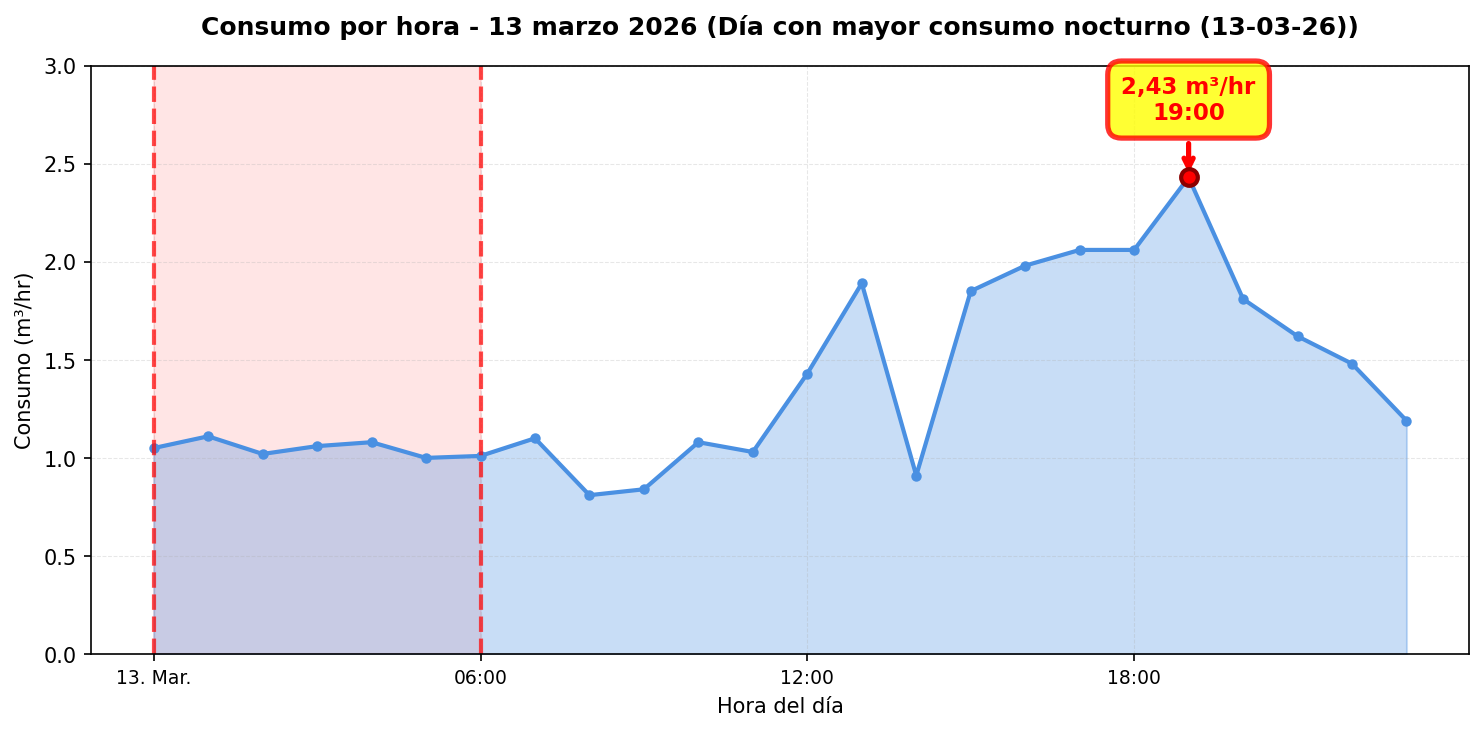 Consumo por hora - 13 marzo 2026 (Día con mayor consumo nocturno (13-03-26))
2,43 m³/hr
19:00
Consumo (m³/hr)
3.0
2.5
2.0
1.5
1.0
0.5
0.0
13. Mar.
06:00
12:00
18:00
Hora del día